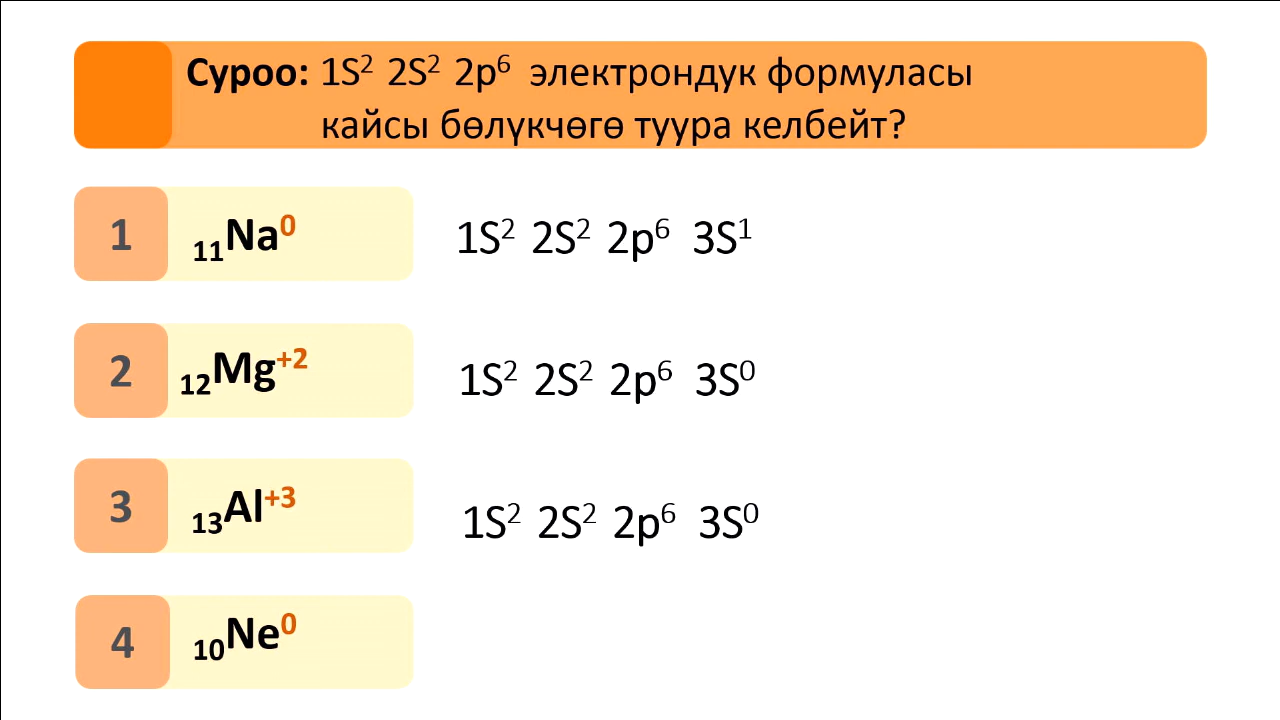 Суроо: 1S² 2S² 2p⁶ электрондук формуласы
кайсы бөлүкчөгө туура келбейт?
1 ₁₁Na⁰ 1S² 2S² 2p⁶ 3S¹
2 ₁₂Mg⁺² 1S² 2S² 2p⁶ 3S⁰
3 ₁₃Al⁺³ 1S² 2S² 2p⁶ 3S⁰
4 ₁₀Ne⁰